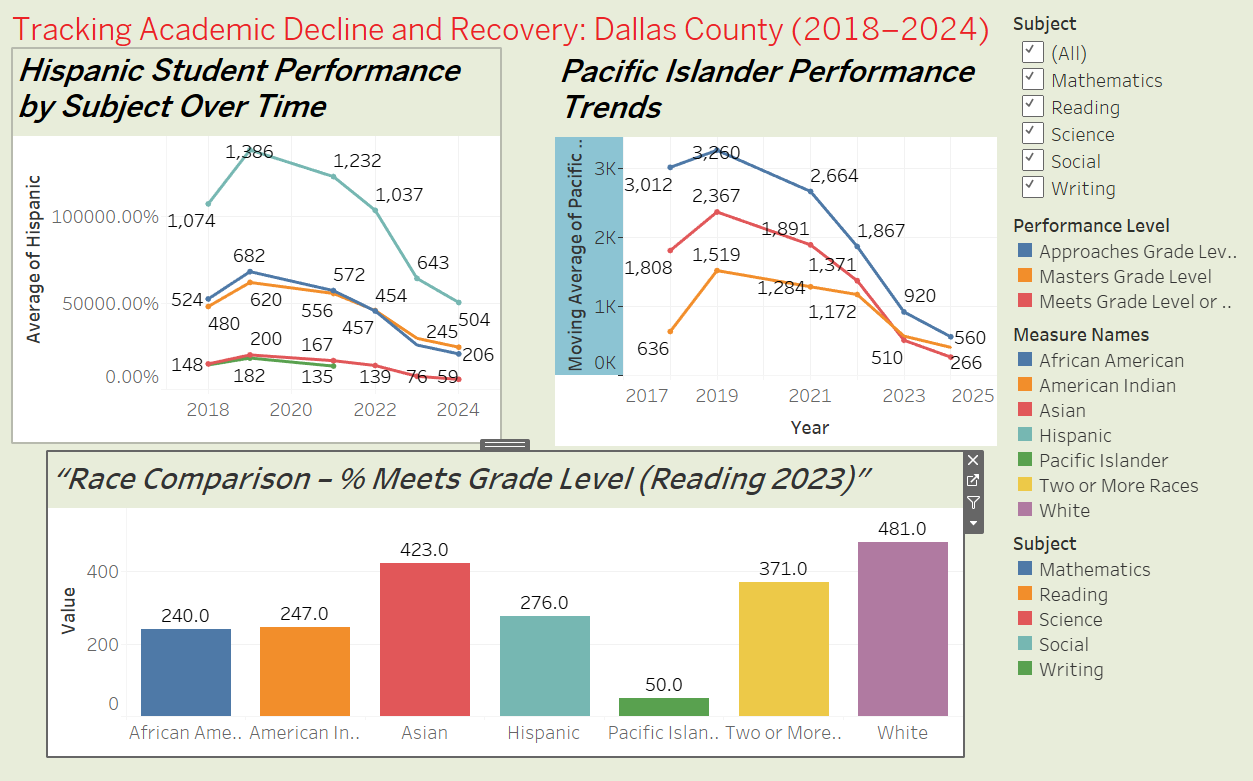 Tracking Academic Decline and Recovery: Dallas County (2018–2024)
Hispanic Student Performance
by Subject Over Time
Average of Hispanic
100000.00%
50000.00%
0.00%
1,386
1,232
1,074
1,037
682
643
572
524
620
556
454
504
480
457
245
200
167
206
148
182
135
139
76
59
2018
2020
2022
2024
Pacific Islander Performance
Trends
Moving Average of Pacific ..
3K
2K
1K
0K
3,260
3,012
2,664
2,367
1,891
1,867
1,808
1,519
1,371
1,284
1,172
920
636
560
510
266
2017
2019
2021
2023
2025
Year
“Race Comparison – % Meets Grade Level (Reading 2023)”
Value
400
200
0
240.0
247.0
423.0
276.0
50.0
371.0
481.0
African Ame..
American In..
Asian
Hispanic
Pacific Islan..
Two or More..
White
Subject
(All)
Mathematics
Reading
Science
Social
Writing
Performance Level
Approaches Grade Lev..
Masters Grade Level
Meets Grade Level or ..
Measure Names
African American
American Indian
Asian
Hispanic
Pacific Islander
Two or More Races
White
Subject
Mathematics
Reading
Science
Social
Writing